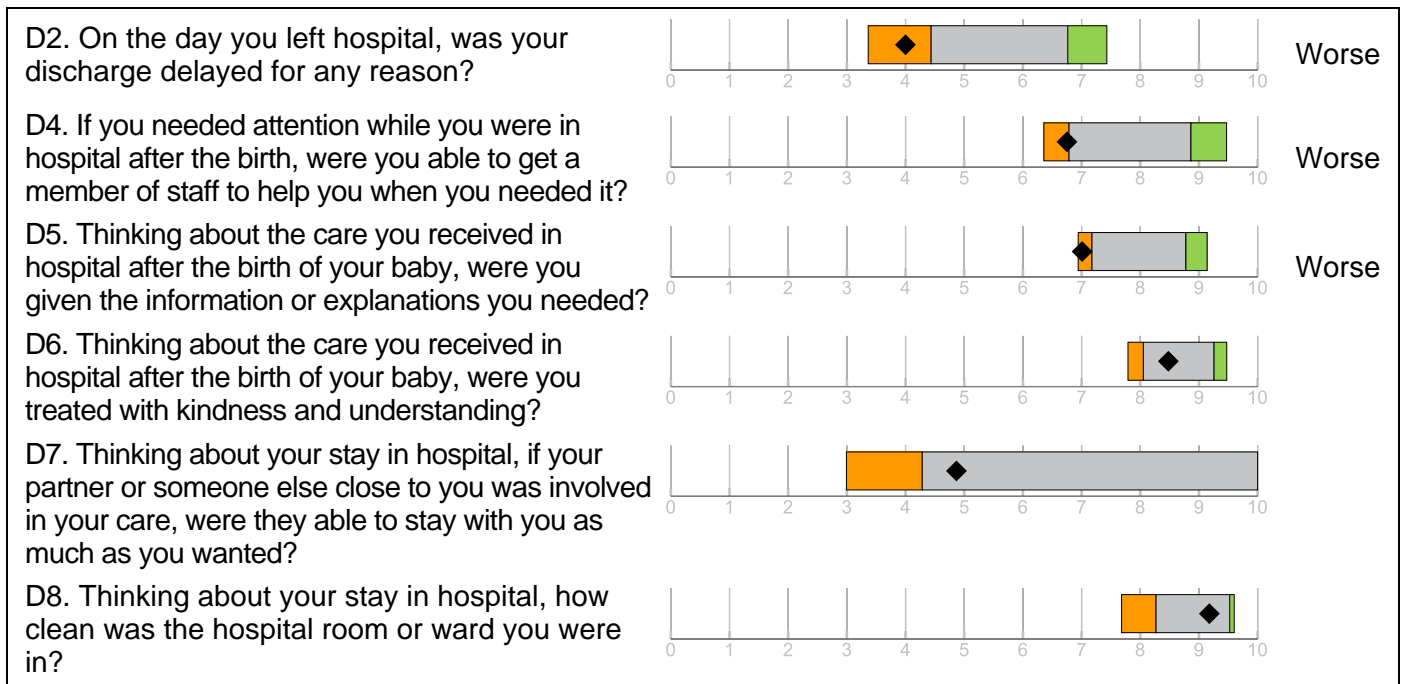 D2. On the day you left hospital, was your
discharge delayed for any reason?
0 1 2 3 4 5 6 7 8 9 10
Worse
D4. If you needed attention while you were in
hospital after the birth, were you able to get a
member of staff to help you when you needed it?
0 1 2 3 4 5 6 7 8 9 10
Worse
D5. Thinking about the care you received in
hospital after the birth of your baby, were you
given the information or explanations you needed?
0 1 2 3 4 5 6 7 8 9 10
Worse
D6. Thinking about the care you received in
hospital after the birth of your baby, were you
treated with kindness and understanding?
0 1 2 3 4 5 6 7 8 9 10
D7. Thinking about your stay in hospital, if your
partner or someone else close to you was involved
in your care, were they able to stay with you as
much as you wanted?
0 1 2 3 4 5 6 7 8 9 10
D8. Thinking about your stay in hospital, how
clean was the hospital room or ward you were
in?
0 1 2 3 4 5 6 7 8 9 10